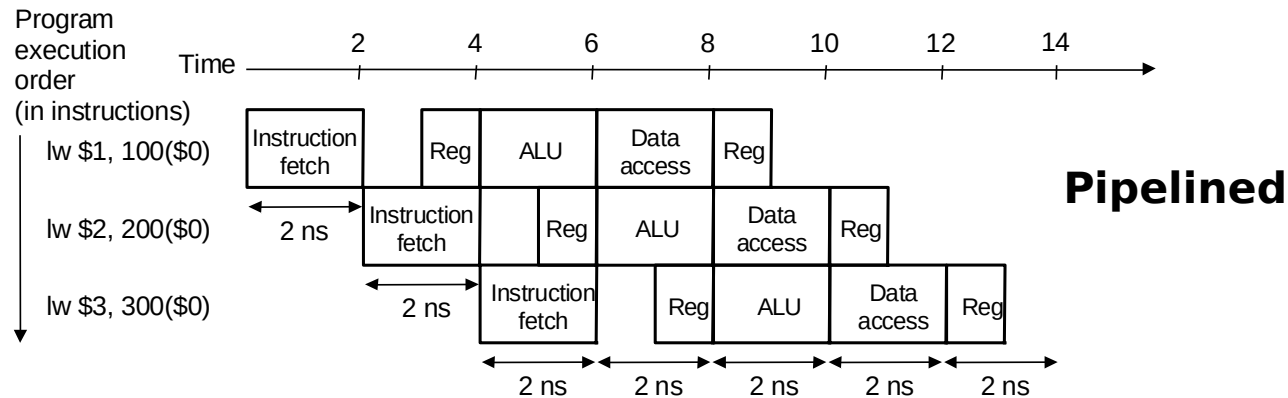 Program
execution
order
(in instructions)
Time
2 4 6 8 10 12 14
lw $1, 100($0)
Instruction
fetch
Reg
ALU
Data
access
Reg
Pipelined
lw $2, 200($0)
2 ns
Instruction
fetch
Reg
ALU
Data
access
Reg
lw $3, 300($0)
2 ns
Instruction
fetch
Reg
ALU
Data
access
Reg
2 ns 2 ns 2 ns 2 ns 2 ns